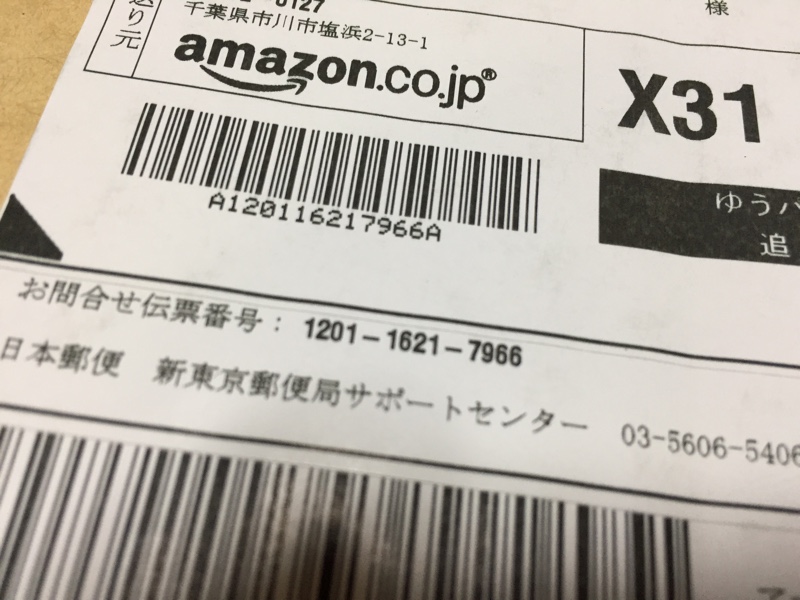 送り元
0127
様
千葉県市川市塩浜2-13-1
amazon.co.jp®
X31
A120116217966A
ゆうパ
追
お問合せ伝票番号： 1201-1621-7966
日本郵便 新東京郵便局サポートセンター 03-5606-5406